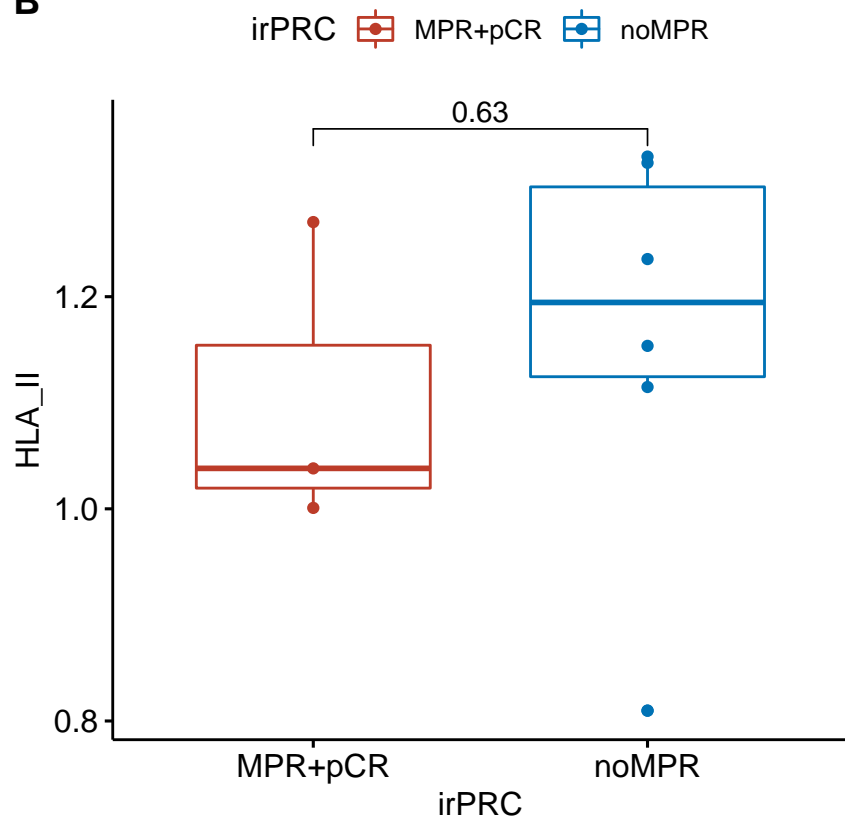 B
irPRC MPR+pCR noMPR
0.63
1.2
1.0
0.8
HLA_II
MPR+pCR noMPR
irPRC